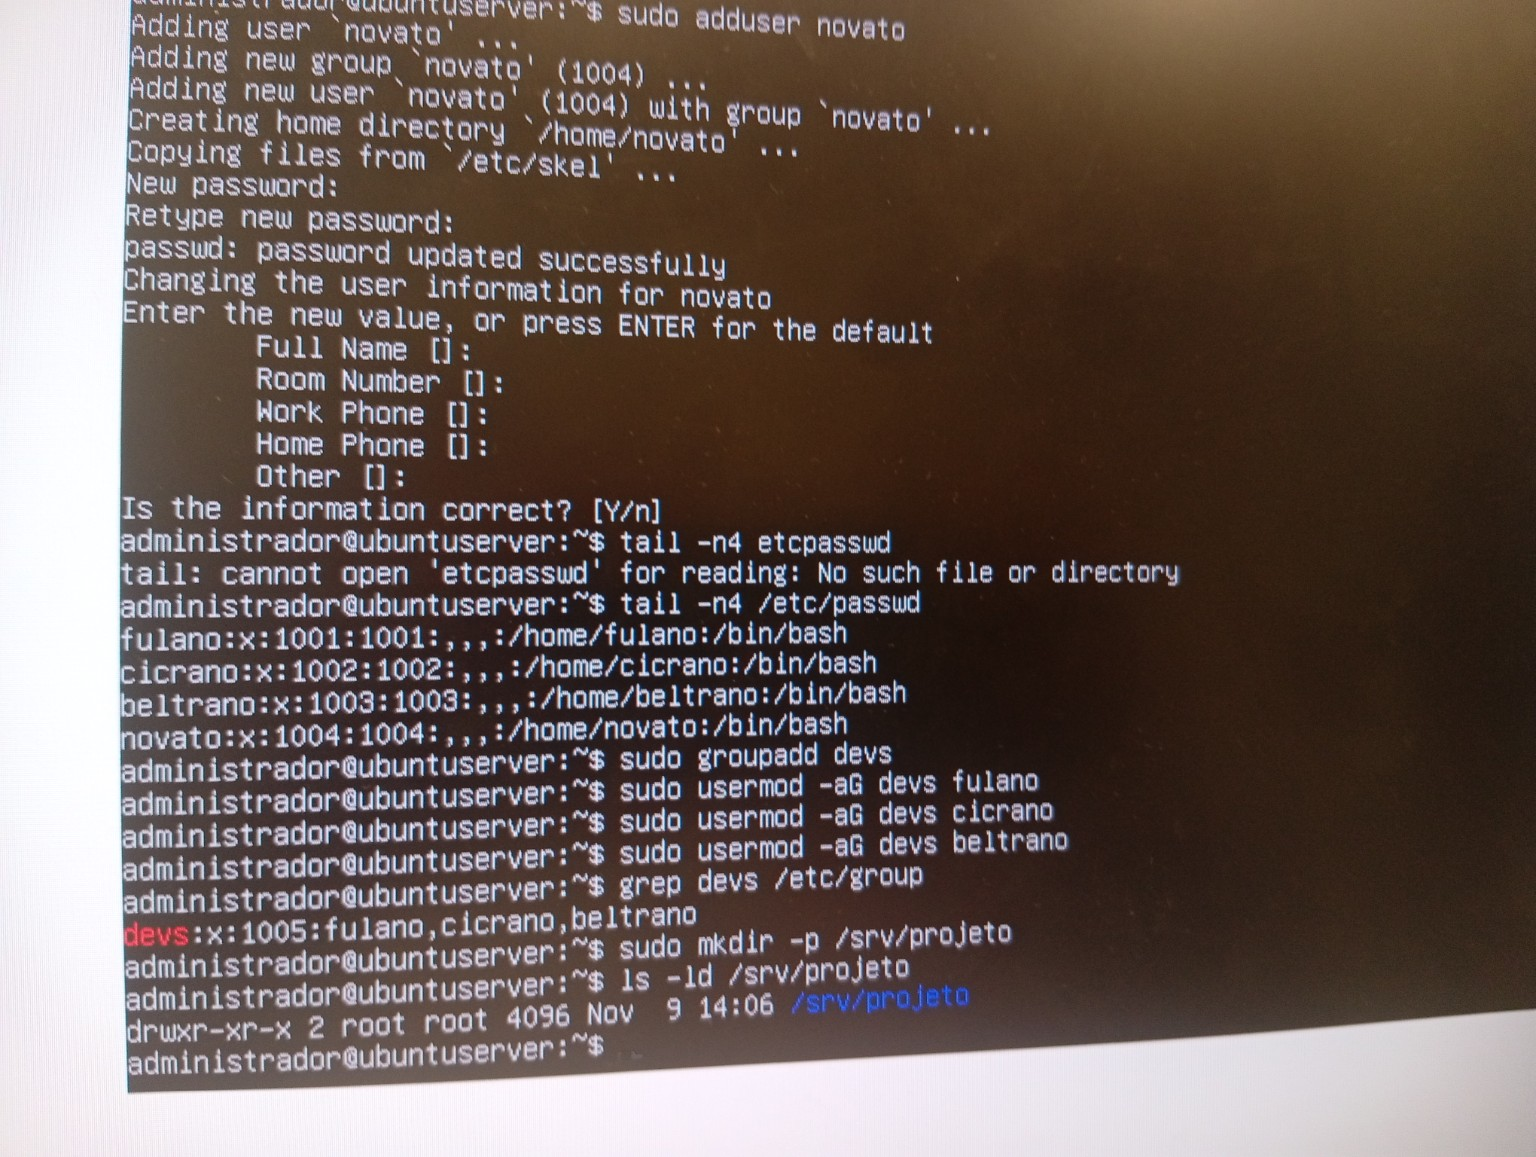 administrador@ubuntuserver:~$ sudo adduser novato
Adding user `novato' ...
Adding new group `novato' (1004) ...
Adding new user `novato' (1004) with group `novato' ...
Creating home directory `/home/novato' ...
Copying files from `/etc/skel' ...
New password:
Retype new password:
passwd: password updated successfully
Changing the user information for novato
Enter the new value, or press ENTER for the default
Full Name []:
Room Number []:
Work Phone []:
Home Phone []:
Other []:
Is the information correct? [Y/n]
administrador@ubuntuserver:~$ tail -n4 etcpasswd
tail: cannot open 'etcpasswd' for reading: No such file or directory
administrador@ubuntuserver:~$ tail -n4 /etc/passwd
fulano:x:1001:1001:,,,:/home/fulano:/bin/bash
cicrano:x:1002:1002:,,,:/home/cicrano:/bin/bash
beltrano:x:1003:1003:,,,:/home/beltrano:/bin/bash
novato:x:1004:1004:,,,:/home/novato:/bin/bash
administrador@ubuntuserver:~$ sudo groupadd devs
administrador@ubuntuserver:~$ sudo usermod -aG devs fulano
administrador@ubuntuserver:~$ sudo usermod -aG devs cicrano
administrador@ubuntuserver:~$ sudo usermod -aG devs beltrano
administrador@ubuntuserver:~$ grep devs /etc/group
devs:x:1005:fulano,cicrano,beltrano
administrador@ubuntuserver:~$ sudo mkdir -p /srv/projeto
administrador@ubuntuserver:~$ ls -ld /srv/projeto
drwxr-xr-x 2 root root 4096 Nov  9 14:06 /srv/projeto
administrador@ubuntuserver:~$